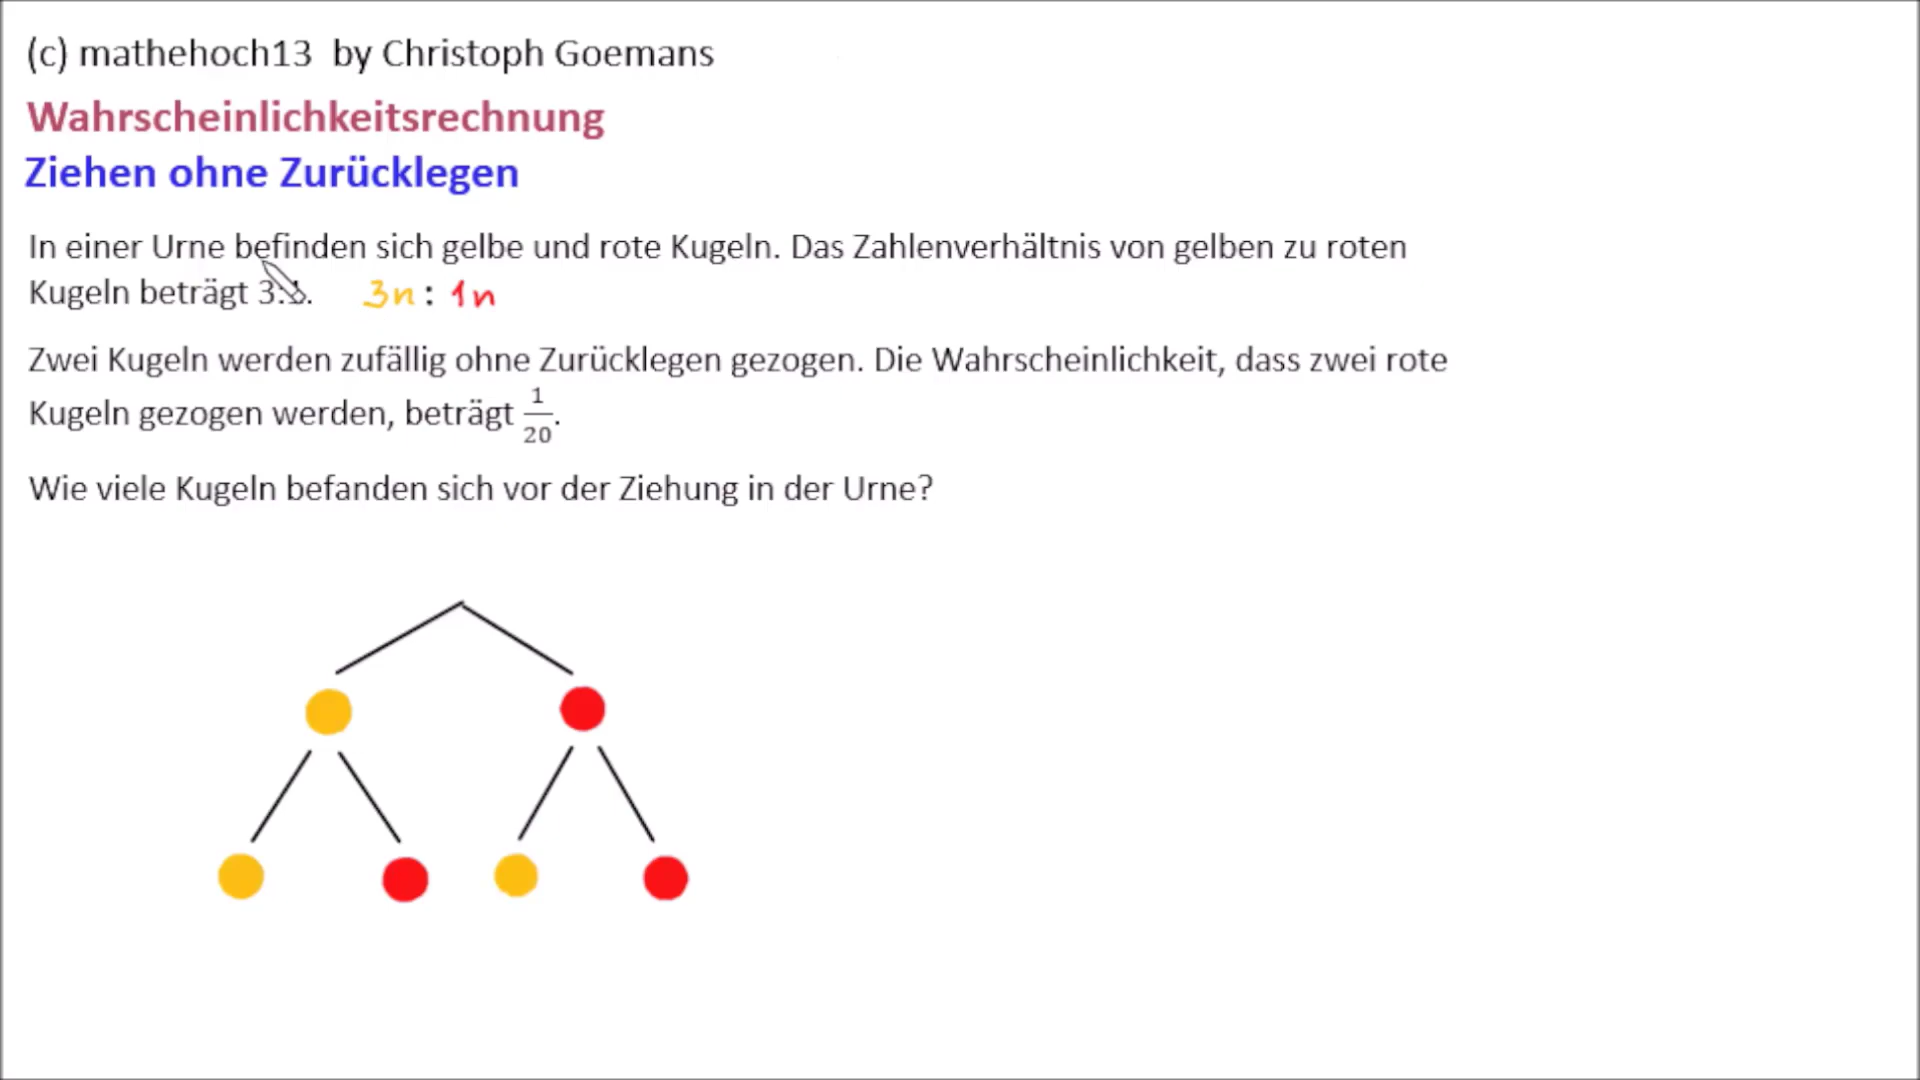 (c) mathehoch13 by Christoph Goemans
Wahrscheinlichkeitsrechnung
Ziehen ohne Zurücklegen
In einer Urne befinden sich gelbe und rote Kugeln. Das Zahlenverhältnis von gelben zu roten
Kugeln beträgt 3:1. 3n : 1n
Zwei Kugeln werden zufällig ohne Zurücklegen gezogen. Die Wahrscheinlichkeit, dass zwei rote
Kugeln gezogen werden, beträgt 1/20.
Wie viele Kugeln befanden sich vor der Ziehung in der Urne?